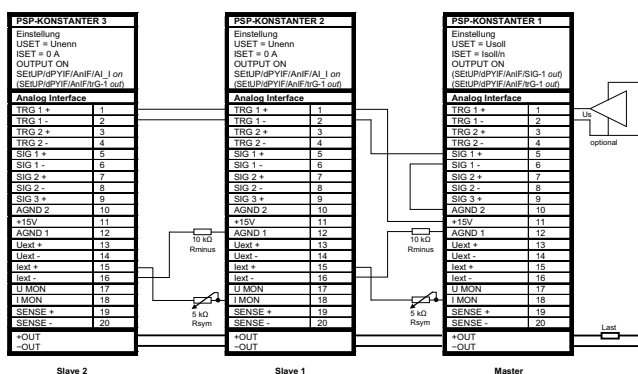 PSP-KONSTANTER 3
Einstellung
USET = Unenn
ISET = 0 A
OUTPUT ON
SEtUP/dPYIF/AnIF/AI_I on
(SEtUP/dPYIF/AnIF/trG-1 out)
Analog Interface
TRG 1 + 1
TRG 1 - 2
TRG 2 + 3
TRG 2 - 4
SIG 1 + 5
SIG 1 - 6
SIG 2 + 7
SIG 2 - 8
SIG 3 + 9
AGND 2 10
+15V 11
AGND 1 12
Uext + 13
Uext - 14
Iext + 15
Iext - 16
U MON 17
I MON 18
SENSE + 19
SENSE - 20
+OUT
−OUT
Slave 2
10 kΩ
Rminus
5 kΩ
Rsym
PSP-KONSTANTER 2
Einstellung
USET = Unenn
ISET = 0 A
OUTPUT ON
SEtUP/dPYIF/AnIF/AI_I on
(SEtUP/dPYIF/AnIF/trG-1 out)
Analog Interface
TRG 1 + 1
TRG 1 - 2
TRG 2 + 3
TRG 2 - 4
SIG 1 + 5
SIG 1 - 6
SIG 2 + 7
SIG 2 - 8
SIG 3 + 9
AGND 2 10
+15V 11
AGND 1 12
Uext + 13
Uext - 14
Iext + 15
Iext - 16
U MON 17
I MON 18
SENSE + 19
SENSE - 20
+OUT
−OUT
Slave 1
10 kΩ
Rminus
5 kΩ
Rsym
PSP-KONSTANTER 1
Einstellung
USET = Usoll
ISET = Isoll/n
OUTPUT ON
(SEtUP/dPYIF/AnIF/SIG-1 out)
(SEtUP/dPYIF/AnIF/trG-1 out)
Analog Interface
TRG 1 + 1
TRG 1 - 2
TRG 2 + 3
TRG 2 - 4
SIG 1 + 5
SIG 1 - 6
SIG 2 + 7
SIG 2 - 8
SIG 3 + 9
AGND 2 10
+15V 11
AGND 1 12
Uext + 13
Uext - 14
Iext + 15
Iext - 16
U MON 17
I MON 18
SENSE + 19
SENSE - 20
+OUT
−OUT
Master
Us
optional
Last